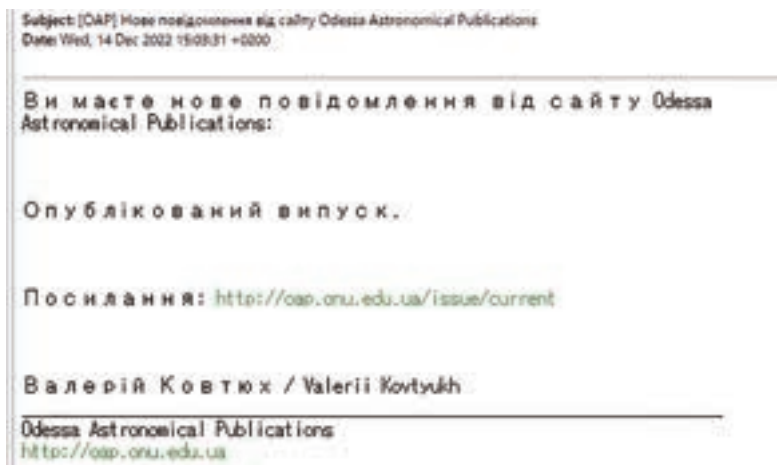 Subject: [OAP] Нове повідомлення від сайту Odessa Astronomical Publications
Date: Wed, 14 Dec 2022 15:03:31 +0200
Ви маєте нове повідомлення від сайту Odessa
Astronomical Publications:
Опублікований випуск.
Посилання: http://oap.onu.edu.ua/issue/current
Валерій Ковтюх / Valerii Kovtyukh
Odessa Astronomical Publications
http://oap.onu.edu.ua